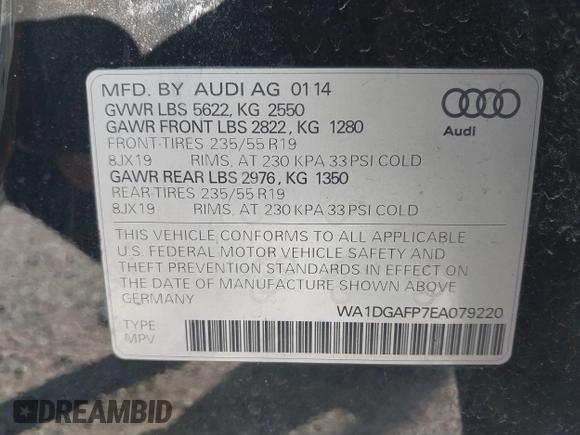 MFD. BY AUDI AG 0114
GVWR LBS 5622, KG 2550
GAWR FRONT LBS 2822, KG 1280
FRONT-TIRES 235/55 R19
8JX19 RIMS, AT 230 KPA 33 PSI COLD
GAWR REAR LBS 2976, KG 1350
REAR-TIRES 235/55 R19
8JX19 RIMS, AT 230 KPA 33 PSI COLD
Audi
THIS VEHICLE CONFORMS TO ALL APPLICABLE
U.S. FEDERAL MOTOR VEHICLE SAFETY AND
THEFT PREVENTION STANDARDS IN EFFECT ON
THE DATE OF MANUFACTURE SHOWN ABOVE
GERMANY
WA1DGAFP7EA079220
TYPE
MPV
DREAMBID